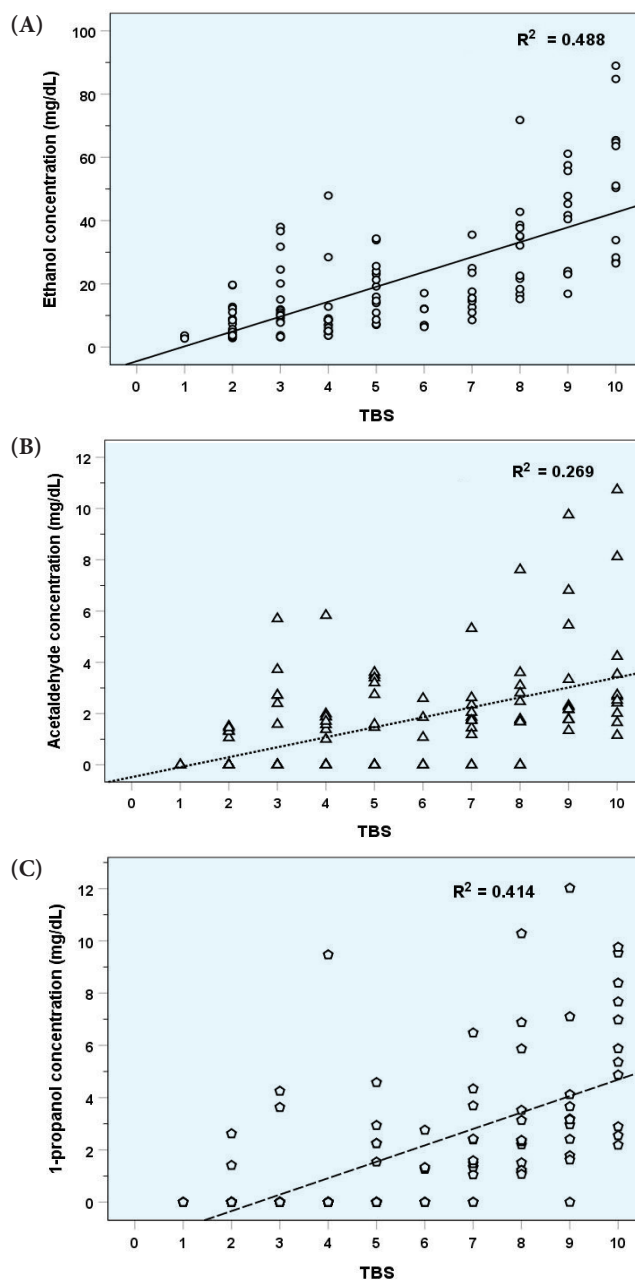 (A)
R² = 0.488
Ethanol concentration (mg/dL)
100
80
60
40
20
0
0 1 2 3 4 5 6 7 8 9 10
TBS
(B)
R² = 0.269
Acetaldehyde concentration (mg/dL)
12
10
8
6
4
2
0
0 1 2 3 4 5 6 7 8 9 10
TBS
(C)
R² = 0.414
1-propanol concentration (mg/dL)
12
10
8
6
4
2
0
0 1 2 3 4 5 6 7 8 9 10
TBS